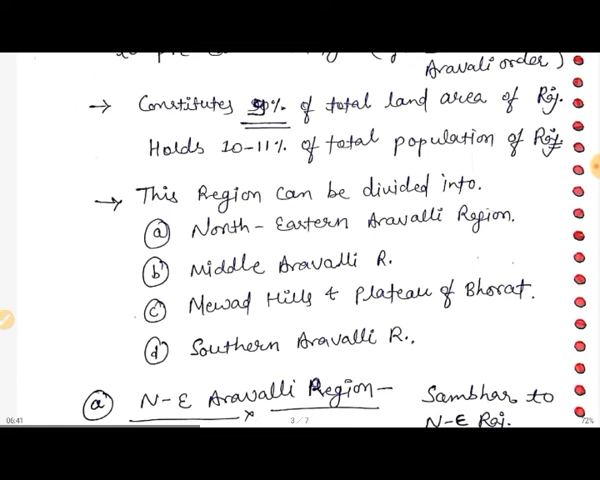 Aravali order)
→ Constitutes 9% of total land area of Raj.
Holds 10-11% of total population of Raj.
→ This Region can be divided into.
(a) North-Eastern Aravalli Region.
(b) Middle Aravalli R.
(c) Mewad Hills & Plateau of Bhorat.
(d) Southern Aravalli R.
(a) N-E Aravalli Region - Sambhar to
N-E Raj.
06:41
3/7
72%